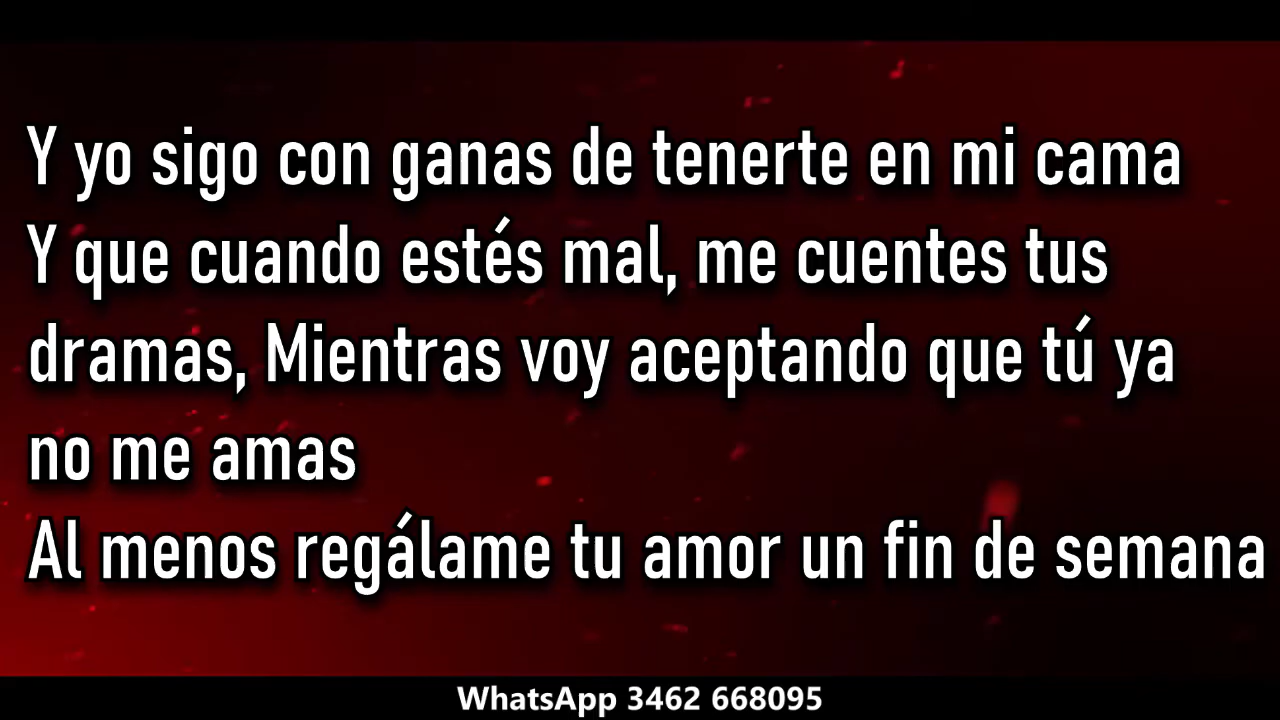 Y yo sigo con ganas de tenerte en mi cama
Y que cuando estés mal, me cuentes tus
dramas, Mientras voy aceptando que tú ya
no me amas
Al menos regálame tu amor un fin de semana
WhatsApp 3462 668095